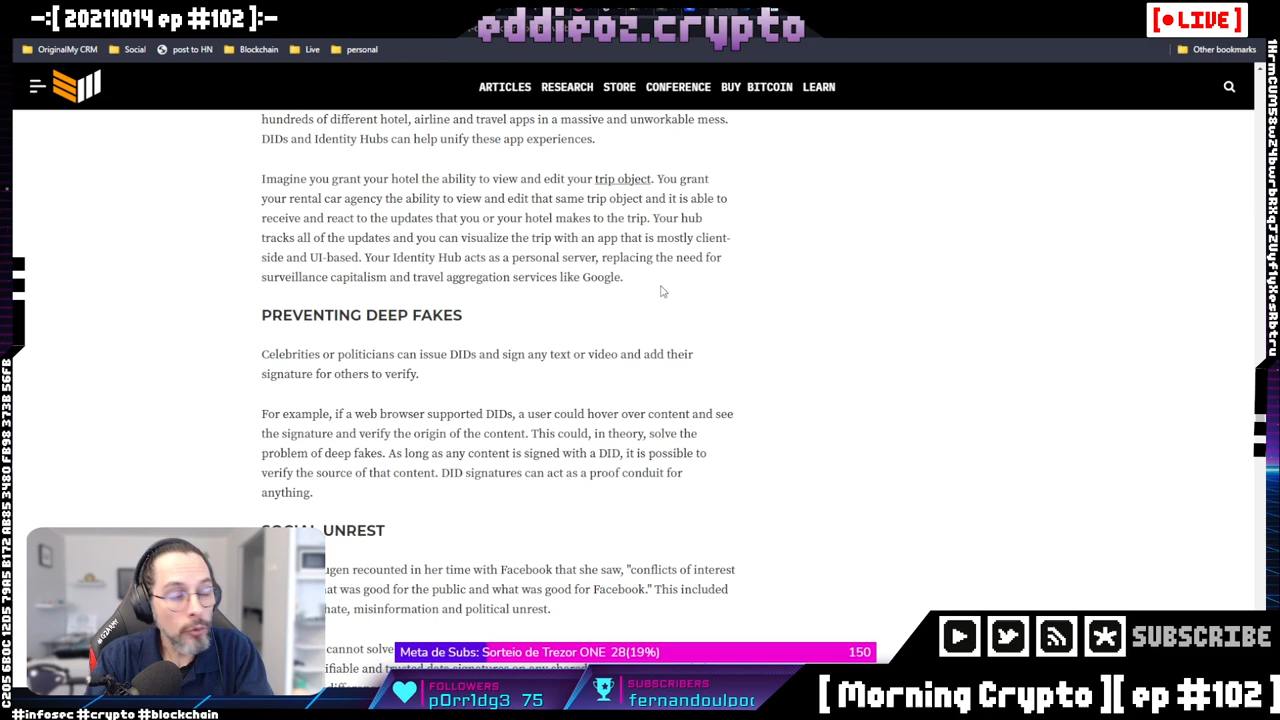 -:[ 20211014 ep #102 ]:-
eddieoz.crypto
[● LIVE]
OriginalMy CRM
Social
post to HN
Blockchain
Live
personal
Other bookmarks
ARTICLES RESEARCH STORE CONFERENCE BUY BITCOIN LEARN
hundreds of different hotel, airline and travel apps in a massive and unworkable mess.
DIDs and Identity Hubs can help unify these app experiences.
Imagine you grant your hotel the ability to view and edit your trip object. You grant
your rental car agency the ability to view and edit that same trip object and it is able to
receive and react to the updates that you or your hotel makes to the trip. Your hub
tracks all of the updates and you can visualize the trip with an app that is mostly client-
side and UI-based. Your Identity Hub acts as a personal server, replacing the need for
surveillance capitalism and travel aggregation services like Google.
PREVENTING DEEP FAKES
Celebrities or politicians can issue DIDs and sign any text or video and add their
signature for others to verify.
For example, if a web browser supported DIDs, a user could hover over content and see
the signature and verify the origin of the content. This could, in theory, solve the
problem of deep fakes. As long as any content is signed with a DID, it is possible to
verify the source of that content. DID signatures can act as a proof conduit for
anything.
SOCIAL UNREST
ugen recounted in her time with Facebook that she saw, "conflicts of interest
at was good for the public and what was good for Facebook." This included
hate, misinformation and political unrest.
cannot solve
Meta de Subs: Sorteio de Trezor ONE 28(19%) 150
FOLLOWERS
p0rr1dg3_75
SUBSCRIBERS
fernandoulpoc
SUBSCRIBE
[ Morning Crypto ][ ep #102 ]
#infosec #crypto #blockchain